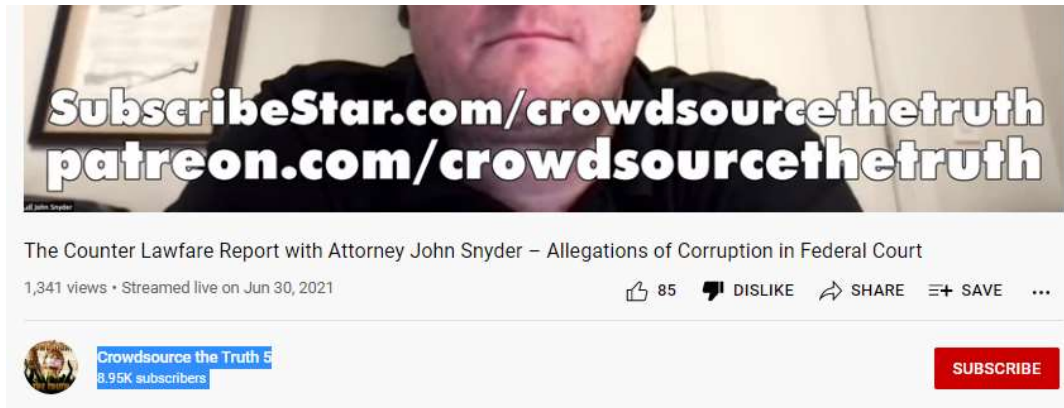 SubscribeStar.com/crowdsourcethetruth
patreon.com/crowdsourcethetruth
John Snyder
The Counter Lawfare Report with Attorney John Snyder – Allegations of Corruption in Federal Court
1,341 views • Streamed live on Jun 30, 2021
85 DISLIKE SHARE SAVE ...
Crowdsource the Truth 5
8.95K subscribers
SUBSCRIBE